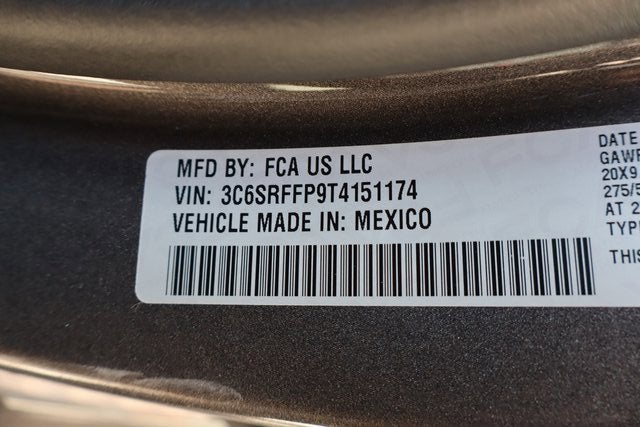 MFD BY: FCA US LLC
VIN: 3C6SRFFP9T4151174
VEHICLE MADE IN: MEXICO
DATE
GAWR
20X9
275/5
AT 2
TYPE
THIS